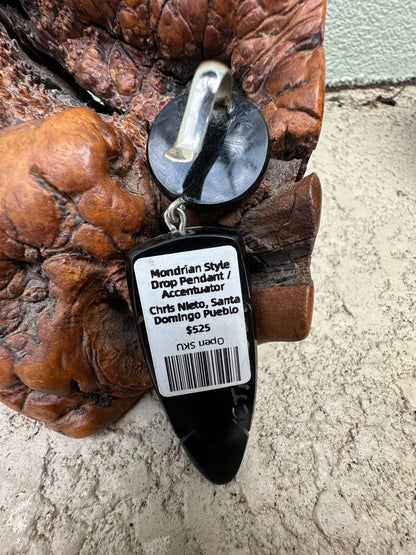 Mondrian Style
Drop Pendant /
Accentuator
Chris Nieto, Santa
Domingo Pueblo
$525
Open SKU